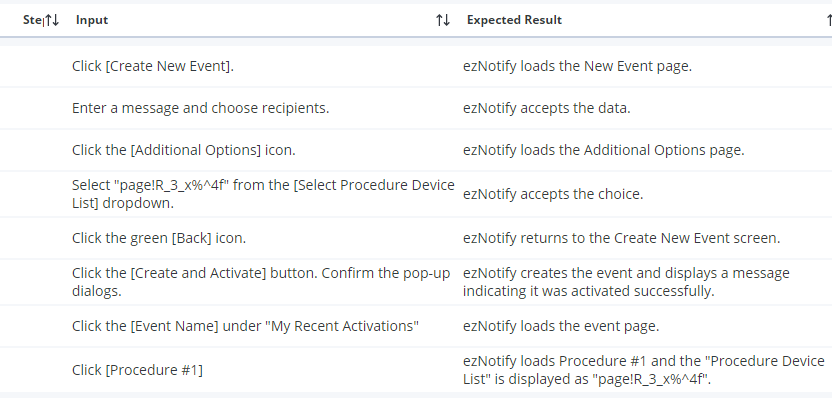 Step Input Expected Result
Click [Create New Event]. ezNotify loads the New Event page.
Enter a message and choose recipients. ezNotify accepts the data.
Click the [Additional Options] icon. ezNotify loads the Additional Options page.
Select "page!R_3_x%^4f" from the [Select Procedure Device
List] dropdown.
ezNotify accepts the choice.
Click the green [Back] icon. ezNotify returns to the Create New Event screen.
Click the [Create and Activate] button. Confirm the pop-up
dialogs.
ezNotify creates the event and displays a message
indicating it was activated successfully.
Click the [Event Name] under "My Recent Activations" ezNotify loads the event page.
Click [Procedure #1]
ezNotify loads Procedure #1 and the "Procedure Device
List" is displayed as "page!R_3_x%^4f".